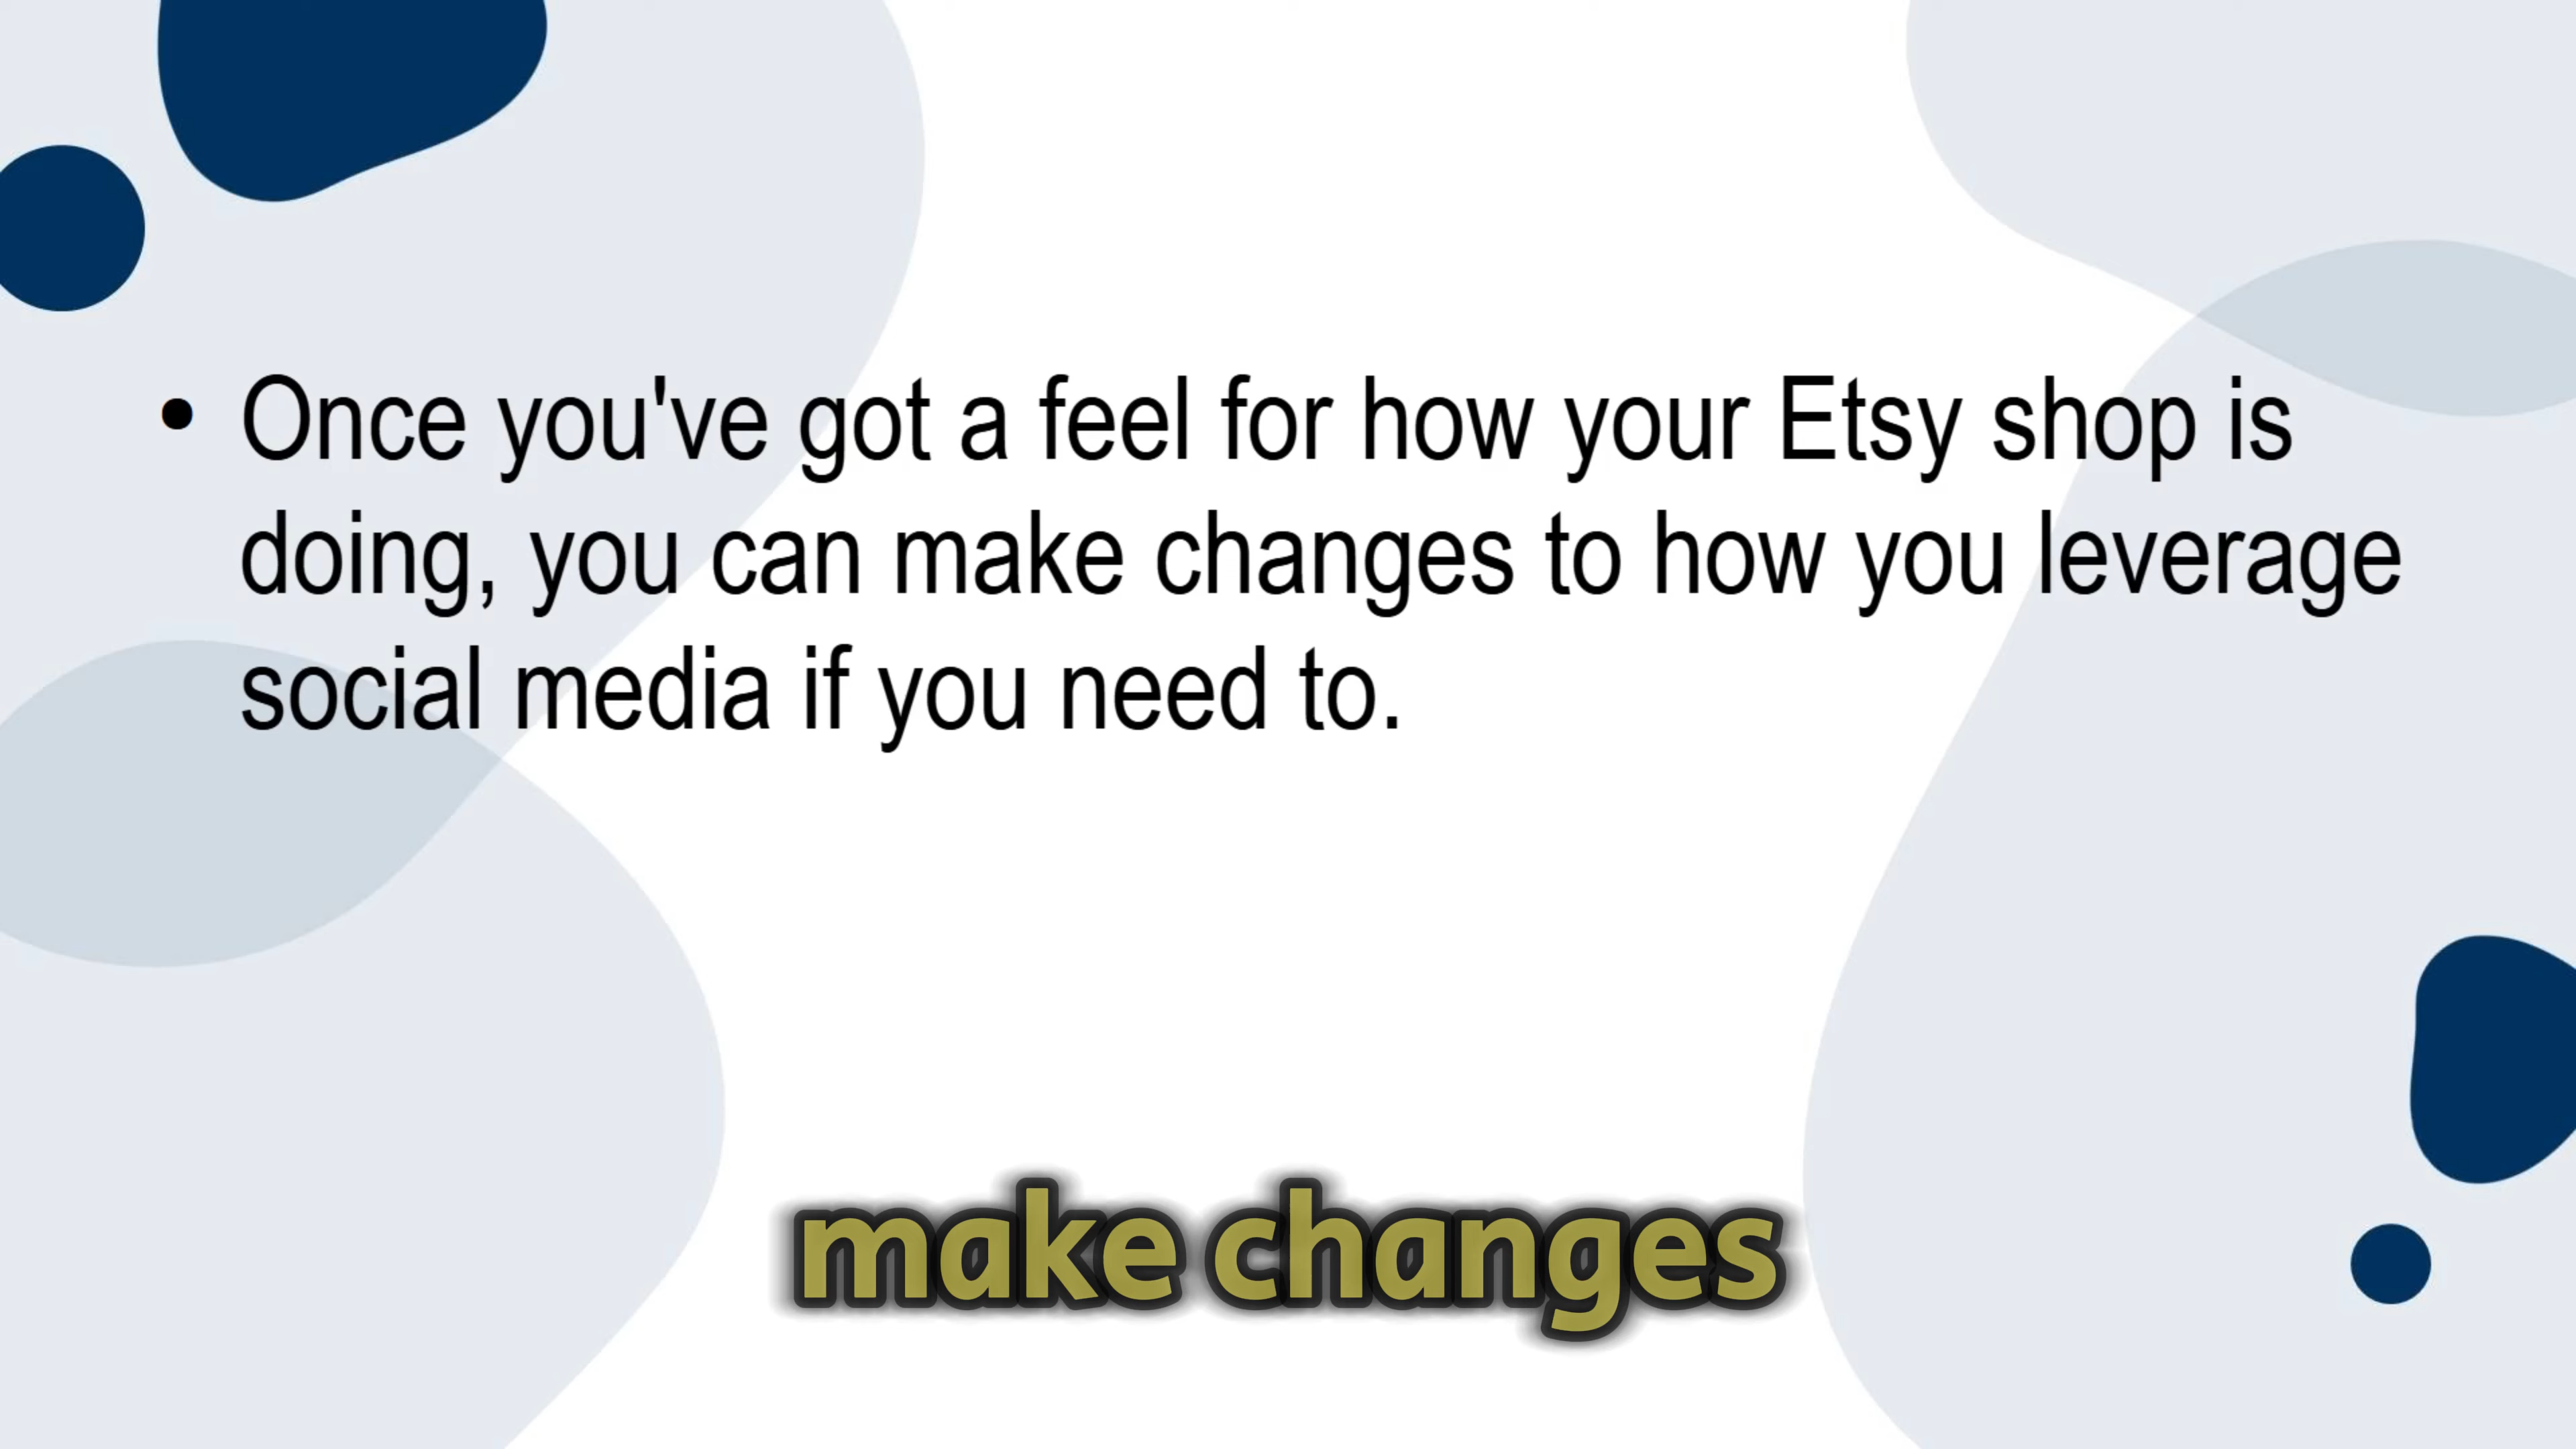 • Once you've got a feel for how your Etsy shop is
doing, you can make changes to how you leverage
social media if you need to.
make changes